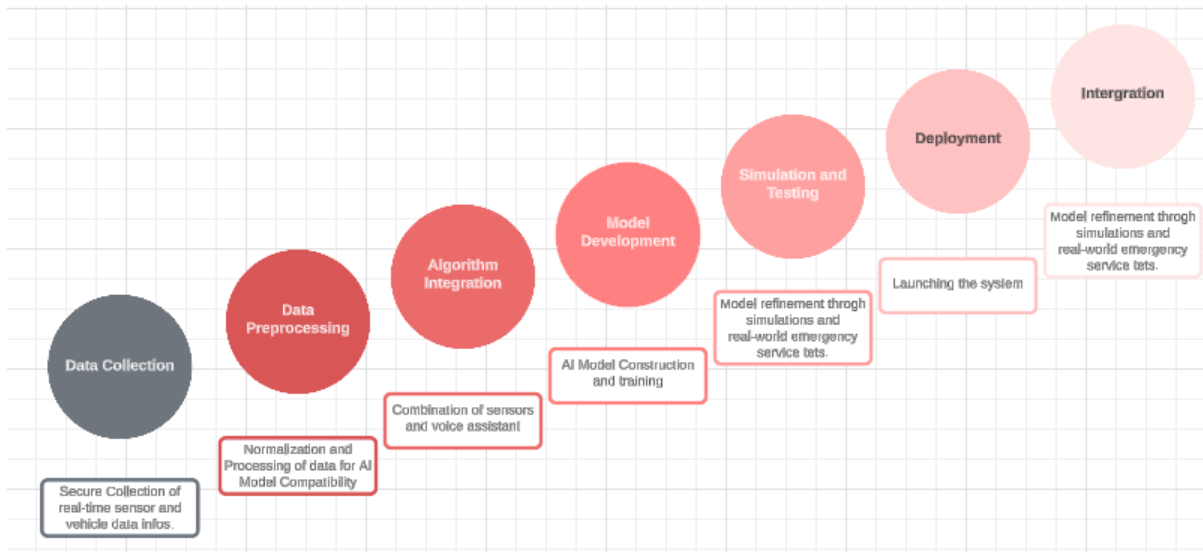 Data Collection
Secure Collection of
real-time sensor and
vehicle data infos.
Data
Preprocessing
Normalization and
Processing of data for AI
Model Compatibility
Algorithm
Integration
Combination of sensors
and voice assistant
Model
Development
AI Model Construction
and training
Simulation and
Testing
Model refinement throgh
simulations and
real-world emergency
service tets.
Deployment
Launching the system
Intergration
Model refinement throgh
simulations and
real-world emergency
service tets.